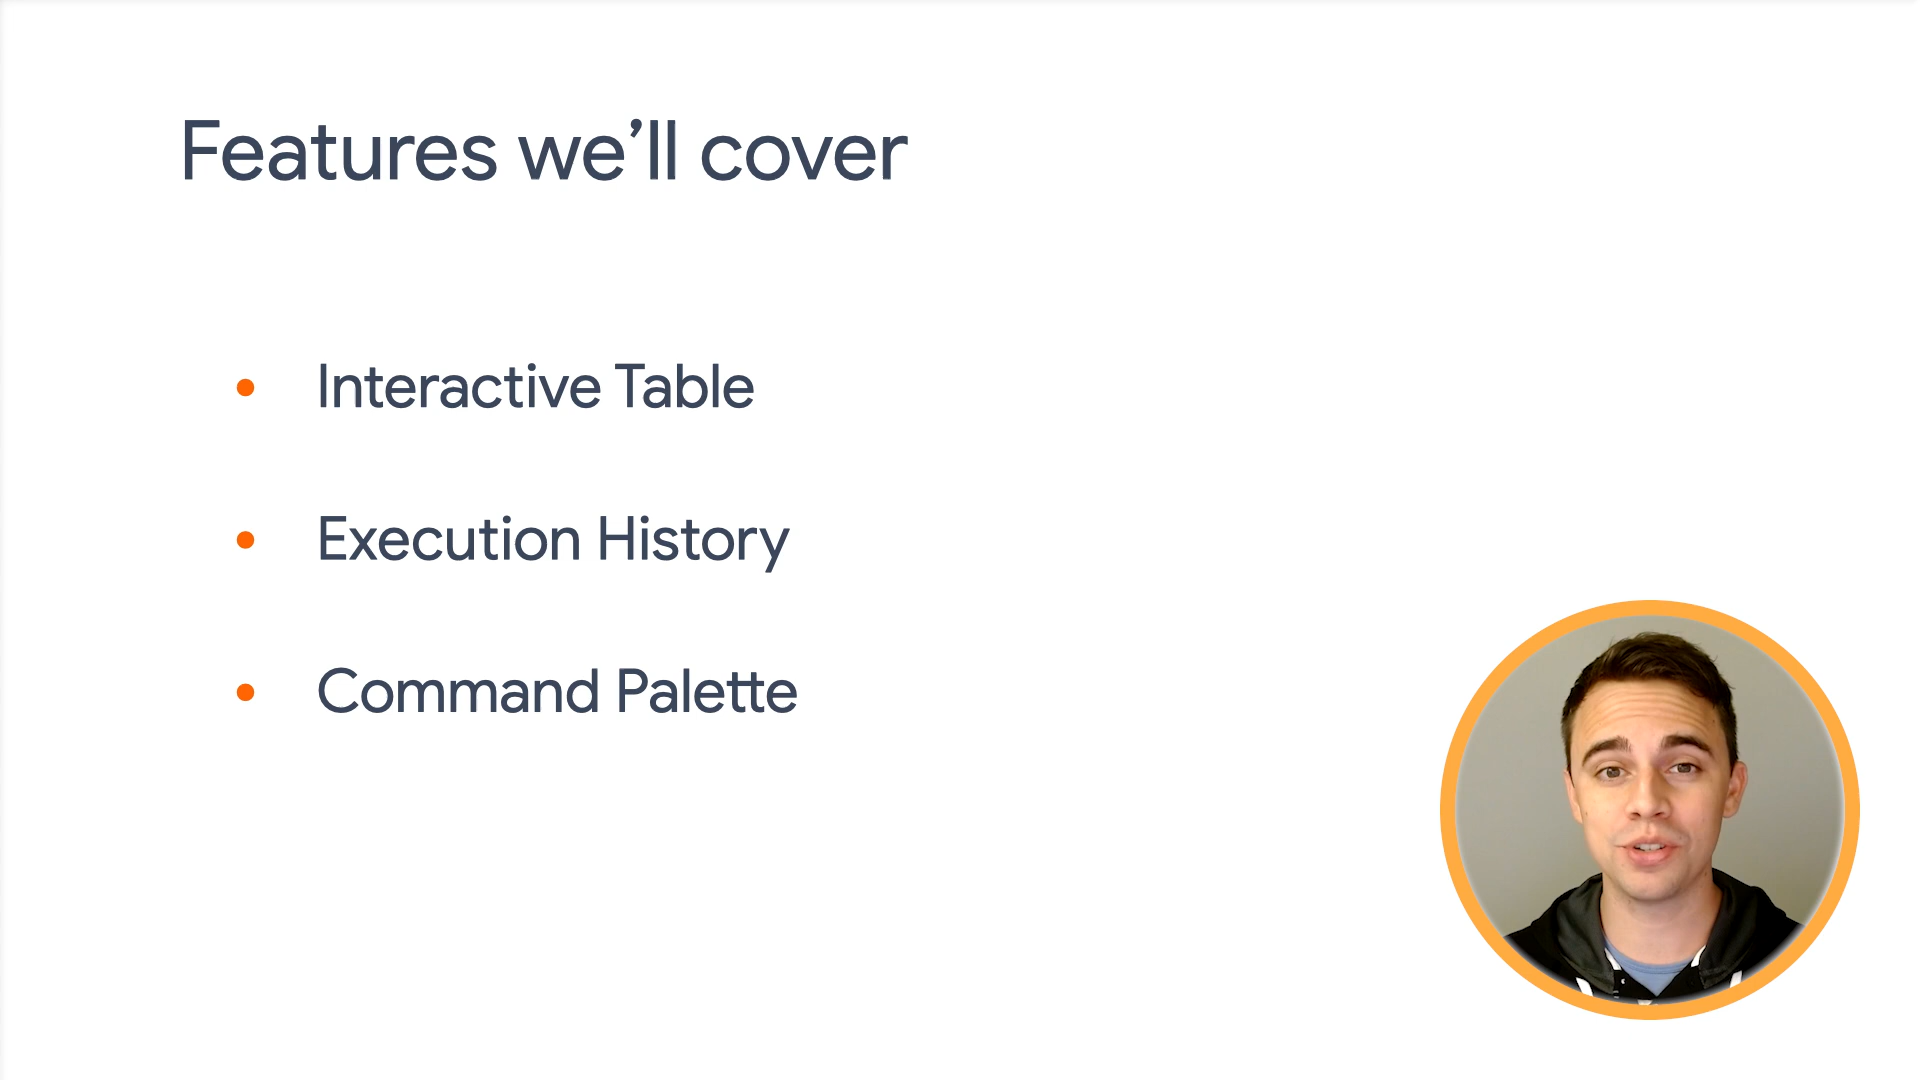 Features we’ll cover
Interactive Table
Execution History
Command Palette